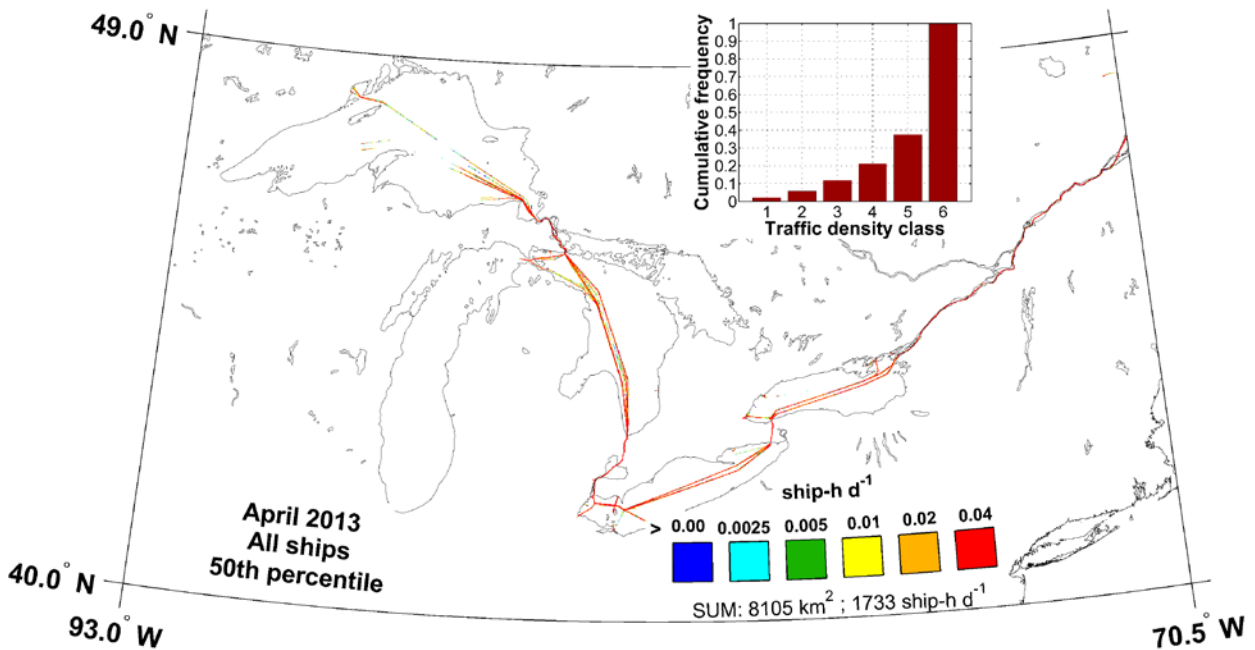 49.0° N
1
0.9
0.8
0.7
0.6
0.5
0.4
0.3
0.2
0.1
0
Cumulative frequency
1 2 3 4 5 6
Traffic density class
April 2013
All ships
50th percentile
ship-h d⁻¹
> 0.00 0.0025 0.005 0.01 0.02 0.04
SUM: 8105 km² ; 1733 ship-h d⁻¹
40.0° N
93.0° W
70.5° W